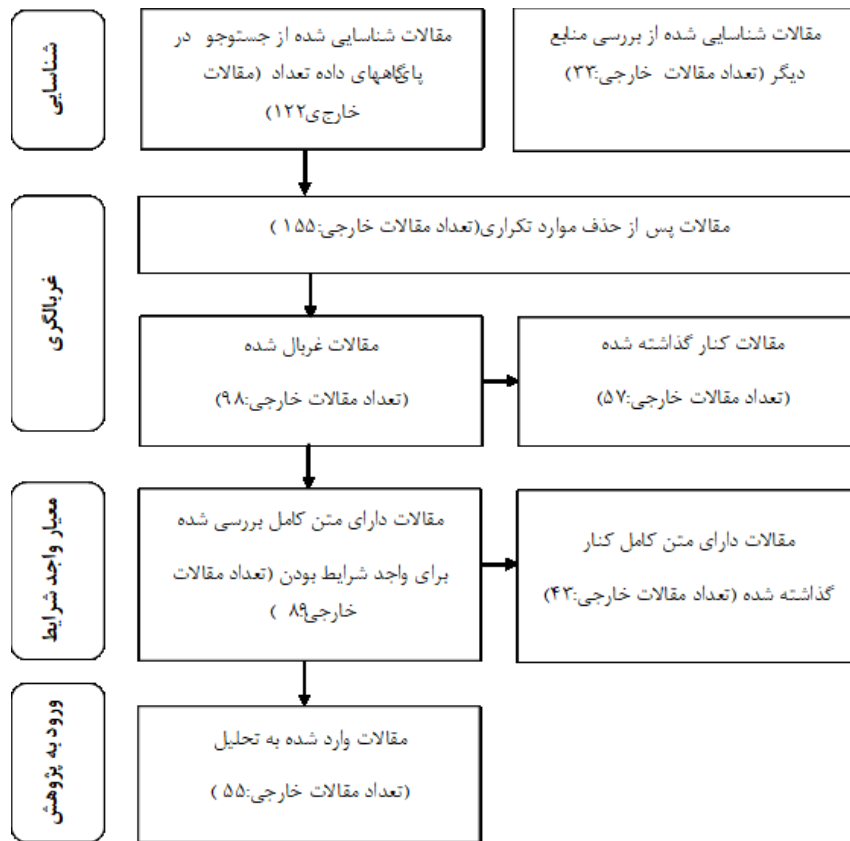 مقالات شناسایی شده از بررسی منابع
دیگر (تعداد مقالات خارجی:۳۳)
مقالات شناسایی شده از جستوجو در
پایگاههای داده تعداد (مقالات
خارجی۱۲۲)
شناسایی
مقالات پس از حذف موارد تکراری(تعداد مقالات خارجی:۱۵۵ )
غربالگری
مقالات غربال شده
(تعداد مقالات خارجی:۹۸)
مقالات کنار گذاشته شده
(تعداد مقالات خارجی:۵۷)
معیار واجد شرایط
مقالات دارای متن کامل بررسی شده
برای واجد شرایط بودن (تعداد مقالات
خارجی۸۹ )
مقالات دارای متن کامل کنار
گذاشته شده (تعداد مقالات خارجی:۴۳)
ورود به پژوهش
مقالات وارد شده به تحلیل
(تعداد مقالات خارجی:۵۵ )